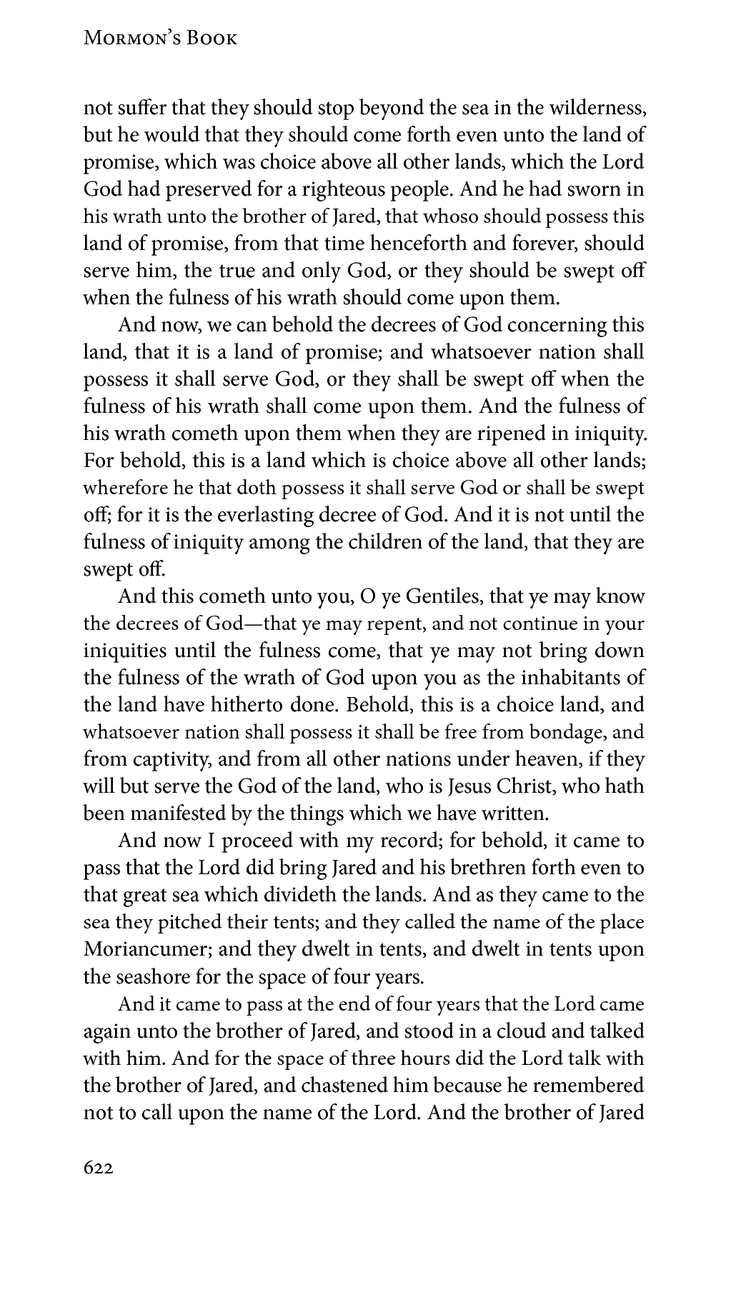 Mormon's Book
not suffer that they should stop beyond the sea in the wilderness,
but he would that they should come forth even unto the land of
promise, which was choice above all other lands, which the Lord
God had preserved for a righteous people. And he had sworn in
his wrath unto the brother of Jared, that whoso should possess this
land of promise, from that time henceforth and forever, should
serve him, the true and only God, or they should be swept off
when the fulness of his wrath should come upon them.
And now, we can behold the decrees of God concerning this
land, that it is a land of promise; and whatsoever nation shall
possess it shall serve God, or they shall be swept off when the
fulness of his wrath shall come upon them. And the fulness of
his wrath cometh upon them when they are ripened in iniquity.
For behold, this is a land which is choice above all other lands;
wherefore he that doth possess it shall serve God or shall be swept
off; for it is the everlasting decree of God. And it is not until the
fulness of iniquity among the children of the land, that they are
swept off.
And this cometh unto you, O ye Gentiles, that ye may know
the decrees of God—that ye may repent, and not continue in your
iniquities until the fulness come, that ye may not bring down
the fulness of the wrath of God upon you as the inhabitants of
the land have hitherto done. Behold, this is a choice land, and
whatsoever nation shall possess it shall be free from bondage, and
from captivity, and from all other nations under heaven, if they
will but serve the God of the land, who is Jesus Christ, who hath
been manifested by the things which we have written.
And now I proceed with my record; for behold, it came to
pass that the Lord did bring Jared and his brethren forth even to
that great sea which divideth the lands. And as they came to the
sea they pitched their tents; and they called the name of the place
Moriancumer; and they dwelt in tents, and dwelt in tents upon
the seashore for the space of four years.
And it came to pass at the end of four years that the Lord came
again unto the brother of Jared, and stood in a cloud and talked
with him. And for the space of three hours did the Lord talk with
the brother of Jared, and chastened him because he remembered
not to call upon the name of the Lord. And the brother of Jared
622